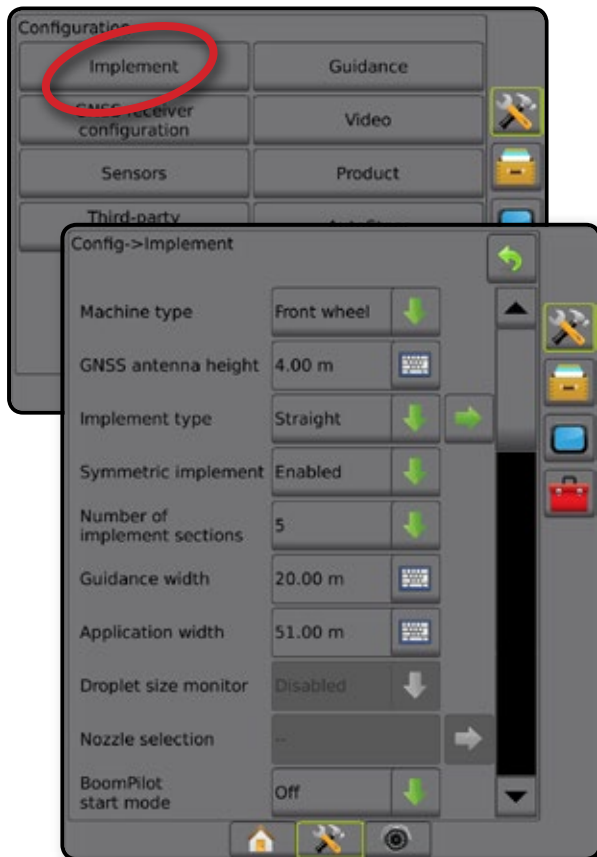 Configuration
Implement
Guidance
GNSS receiver
configuration
Video
Sensors
Product
Third-party
Config->Implement
Machine type
Front wheel
GNSS antenna height
4.00 m
Implement type
Straight
Symmetric implement
Enabled
Number of
implement sections
5
Guidance width
20.00 m
Application width
51.00 m
Droplet size monitor
Disabled
Nozzle selection
--
BoomPilot
start mode
Off